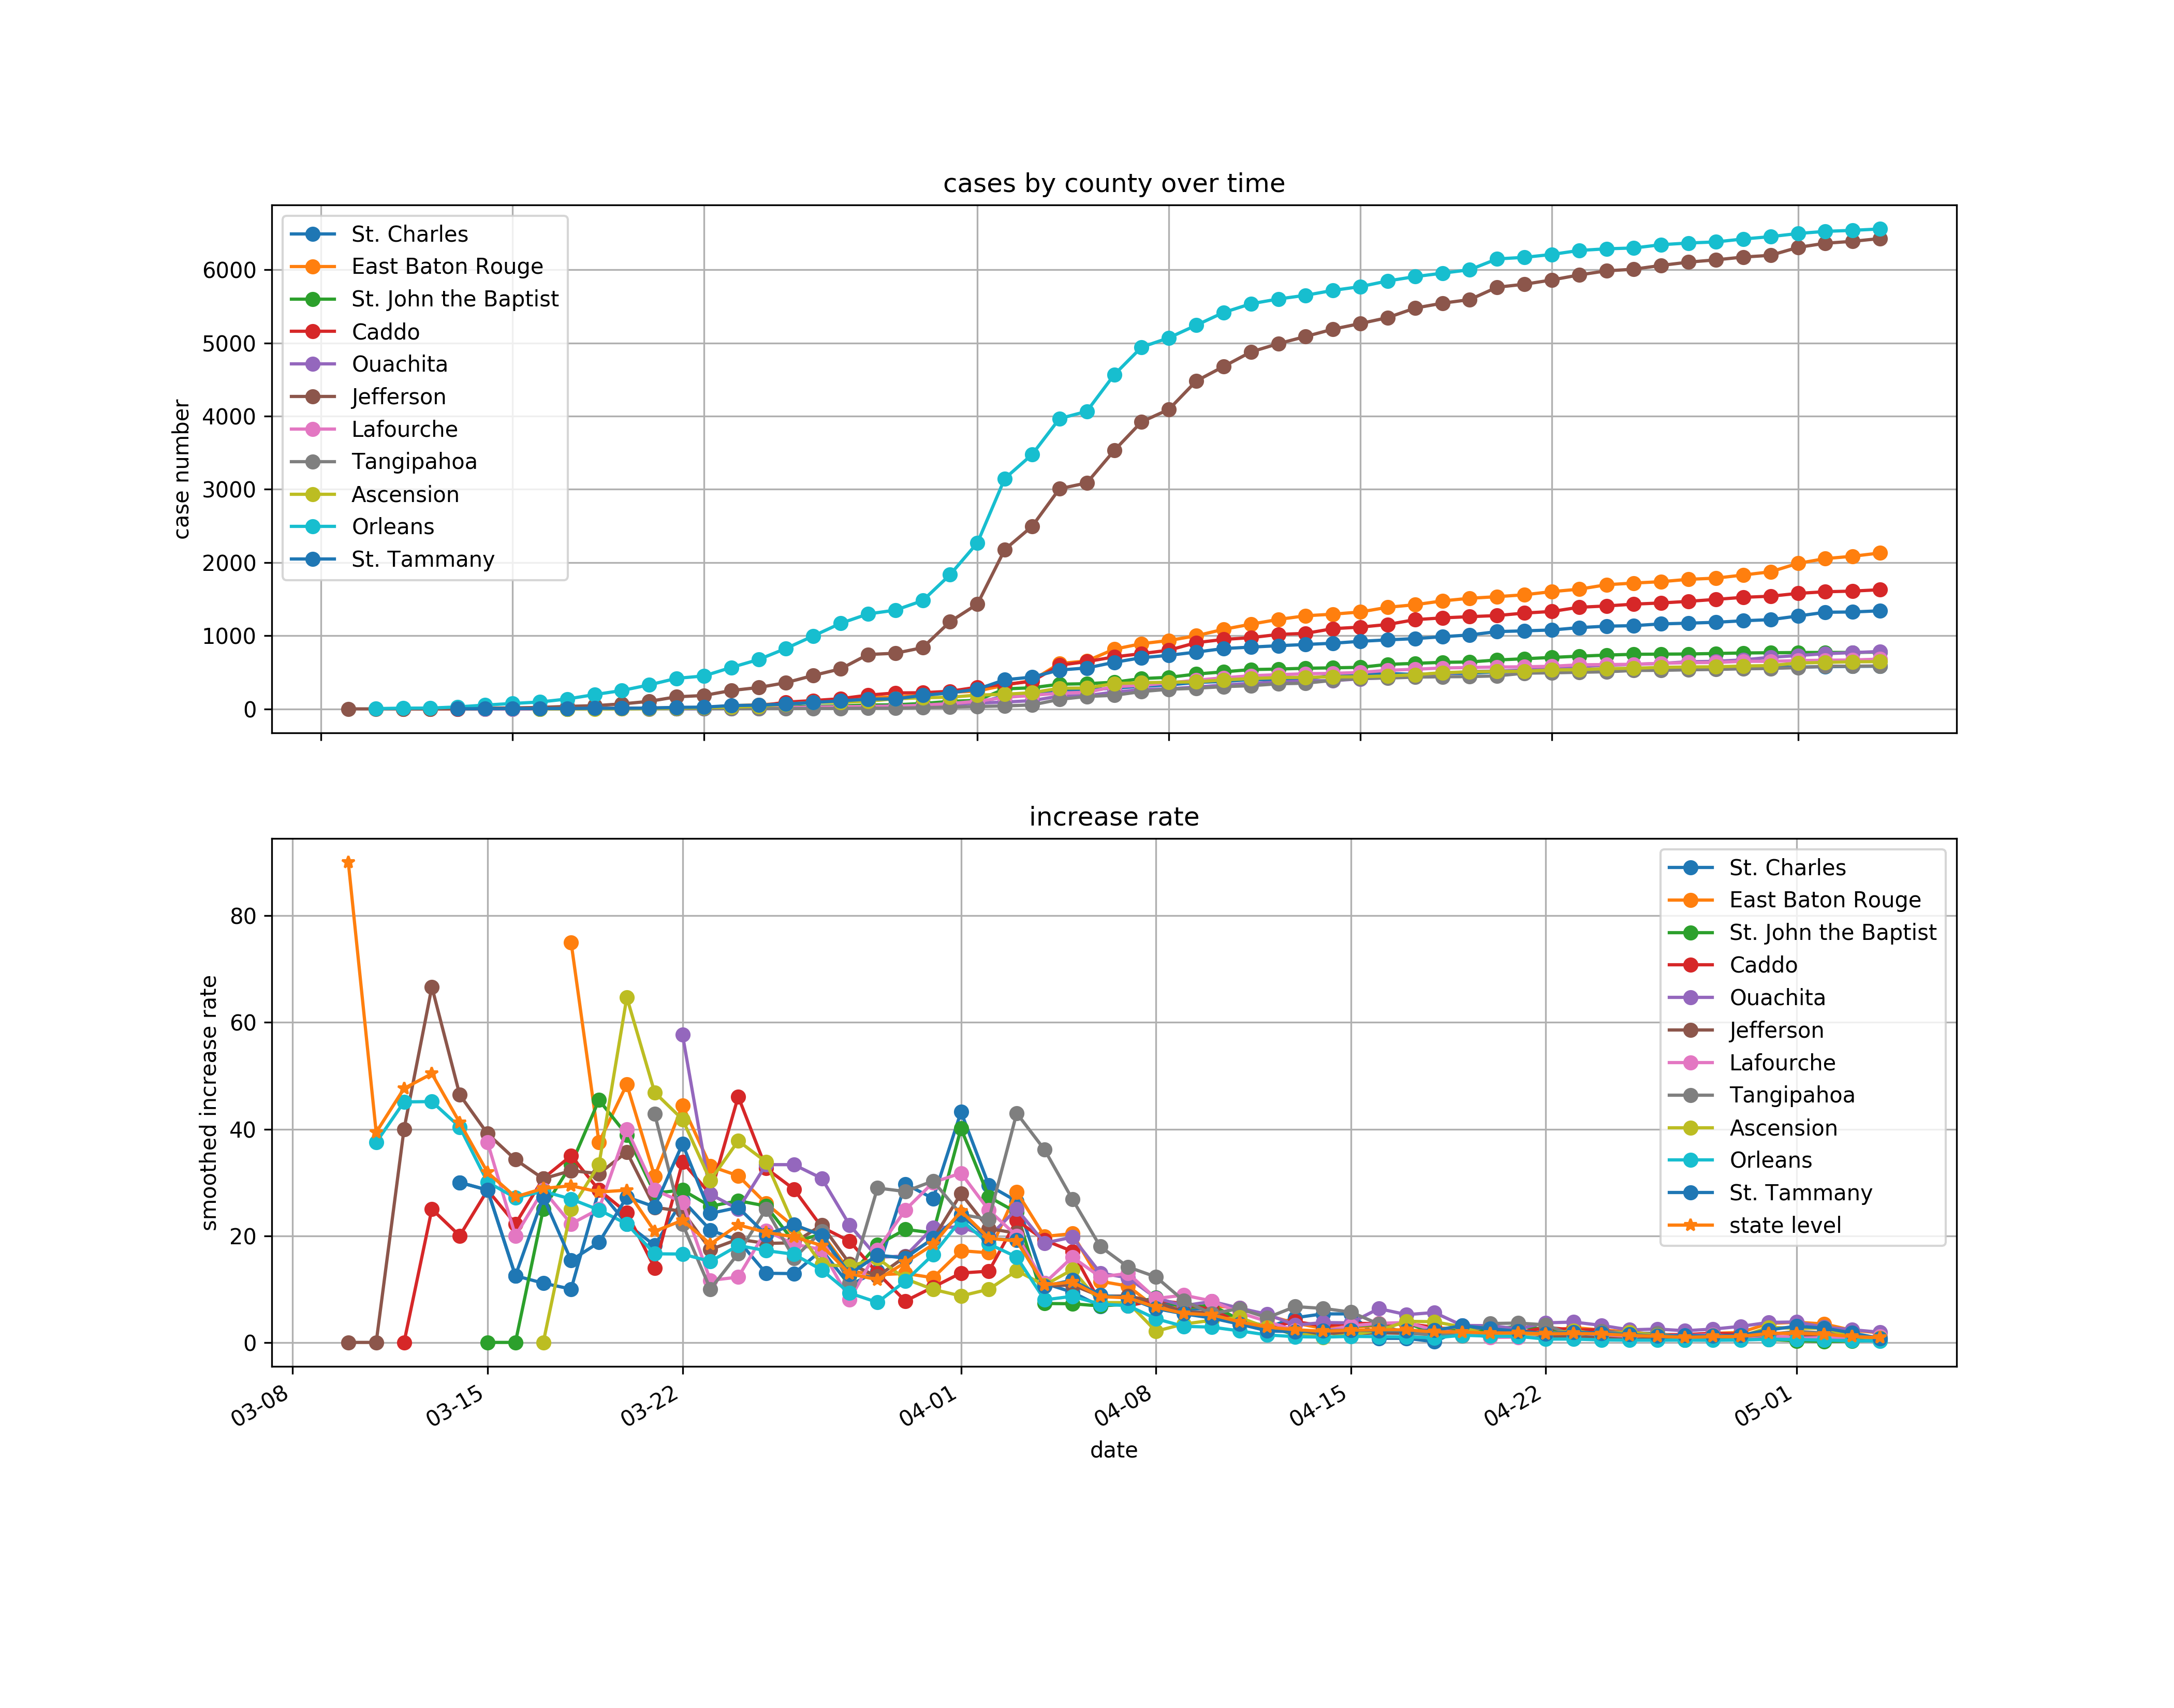 cases by county over time
case number
6000
5000
4000
3000
2000
1000
0
St. Charles
East Baton Rouge
St. John the Baptist
Caddo
Ouachita
Jefferson
Lafourche
Tangipahoa
Ascension
Orleans
St. Tammany
increase rate
smoothed increase rate
80
60
40
20
0
St. Charles
East Baton Rouge
St. John the Baptist
Caddo
Ouachita
Jefferson
Lafourche
Tangipahoa
Ascension
Orleans
St. Tammany
state level
03-08 03-15 03-22 04-01 04-08 04-15 04-22 05-01
date